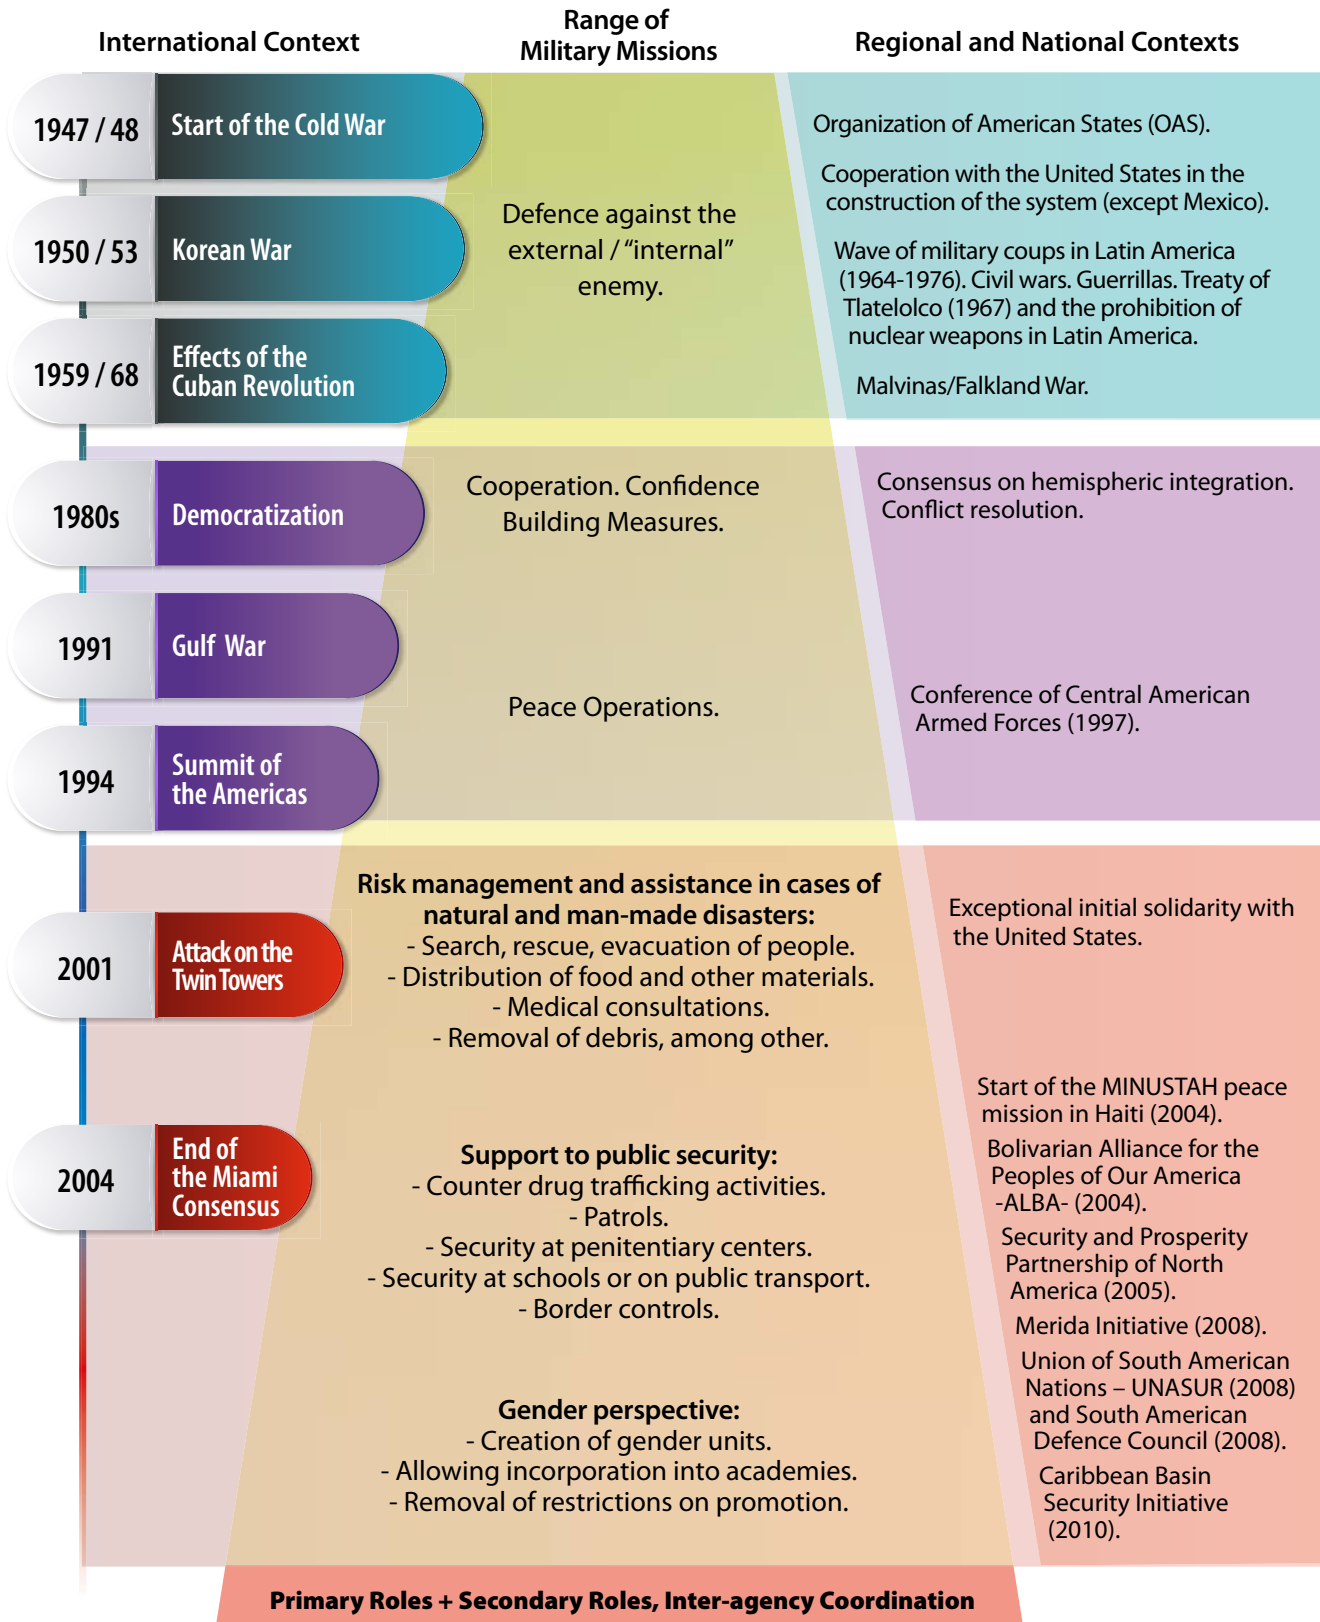 International Context
Range of
Military Missions
Regional and National Contexts
1947 / 48
Start of the Cold War
1950 / 53
Korean War
1959 / 68
Effects of the
Cuban Revolution
Defence against the
external / “internal”
enemy.
Organization of American States (OAS).
Cooperation with the United States in the
construction of the system (except Mexico).
Wave of military coups in Latin America
(1964-1976). Civil wars. Guerrillas. Treaty of
Tlatelolco (1967) and the prohibition of
nuclear weapons in Latin America.
Malvinas/Falkland War.
1980s
Democratization
1991
Gulf War
1994
Summit of
the Americas
Cooperation. Confidence
Building Measures.
Peace Operations.
Consensus on hemispheric integration.
Conflict resolution.
Conference of Central American
Armed Forces (1997).
2001
Attack on the
Twin Towers
2004
End of
the Miami
Consensus
Risk management and assistance in cases of
natural and man-made disasters:
- Search, rescue, evacuation of people.
- Distribution of food and other materials.
- Medical consultations.
- Removal of debris, among other.
Support to public security:
- Counter drug trafficking activities.
- Patrols.
- Security at penitentiary centers.
- Security at schools or on public transport.
- Border controls.
Gender perspective:
- Creation of gender units.
- Allowing incorporation into academies.
- Removal of restrictions on promotion.
Exceptional initial solidarity with
the United States.
Start of the MINUSTAH peace
mission in Haiti (2004).
Bolivarian Alliance for the
Peoples of Our America
-ALBA- (2004).
Security and Prosperity
Partnership of North
America (2005).
Merida Initiative (2008).
Union of South American
Nations – UNASUR (2008)
and South American
Defence Council (2008).
Caribbean Basin
Security Initiative
(2010).
Primary Roles + Secondary Roles, Inter-agency Coordination